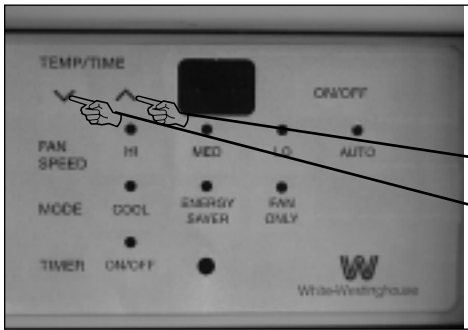 TEMP/TIME
ON/OFF
FAN SPEED HI MED LO AUTO
MODE COOL ENERGY SAVER FAN ONLY
TIMER ON/OFF
White-Westinghouse